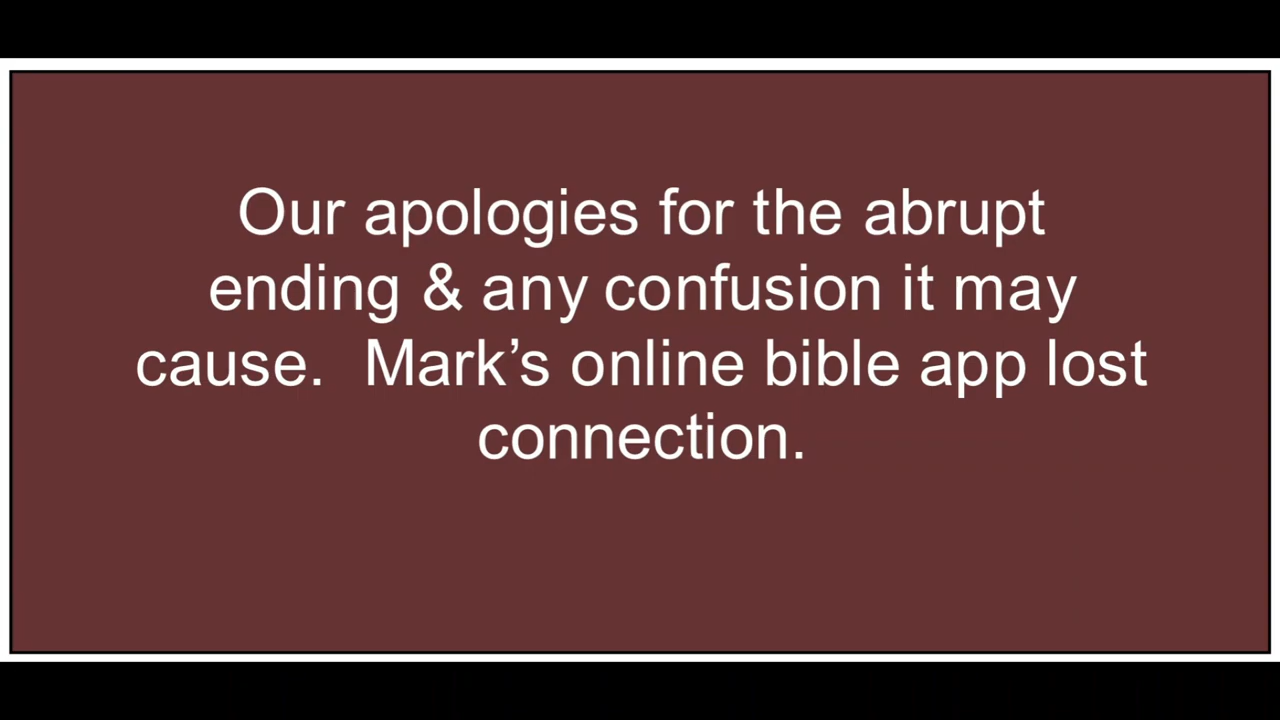 Our apologies for the abrupt
ending & any confusion it may
cause.  Mark’s online bible app lost
connection.